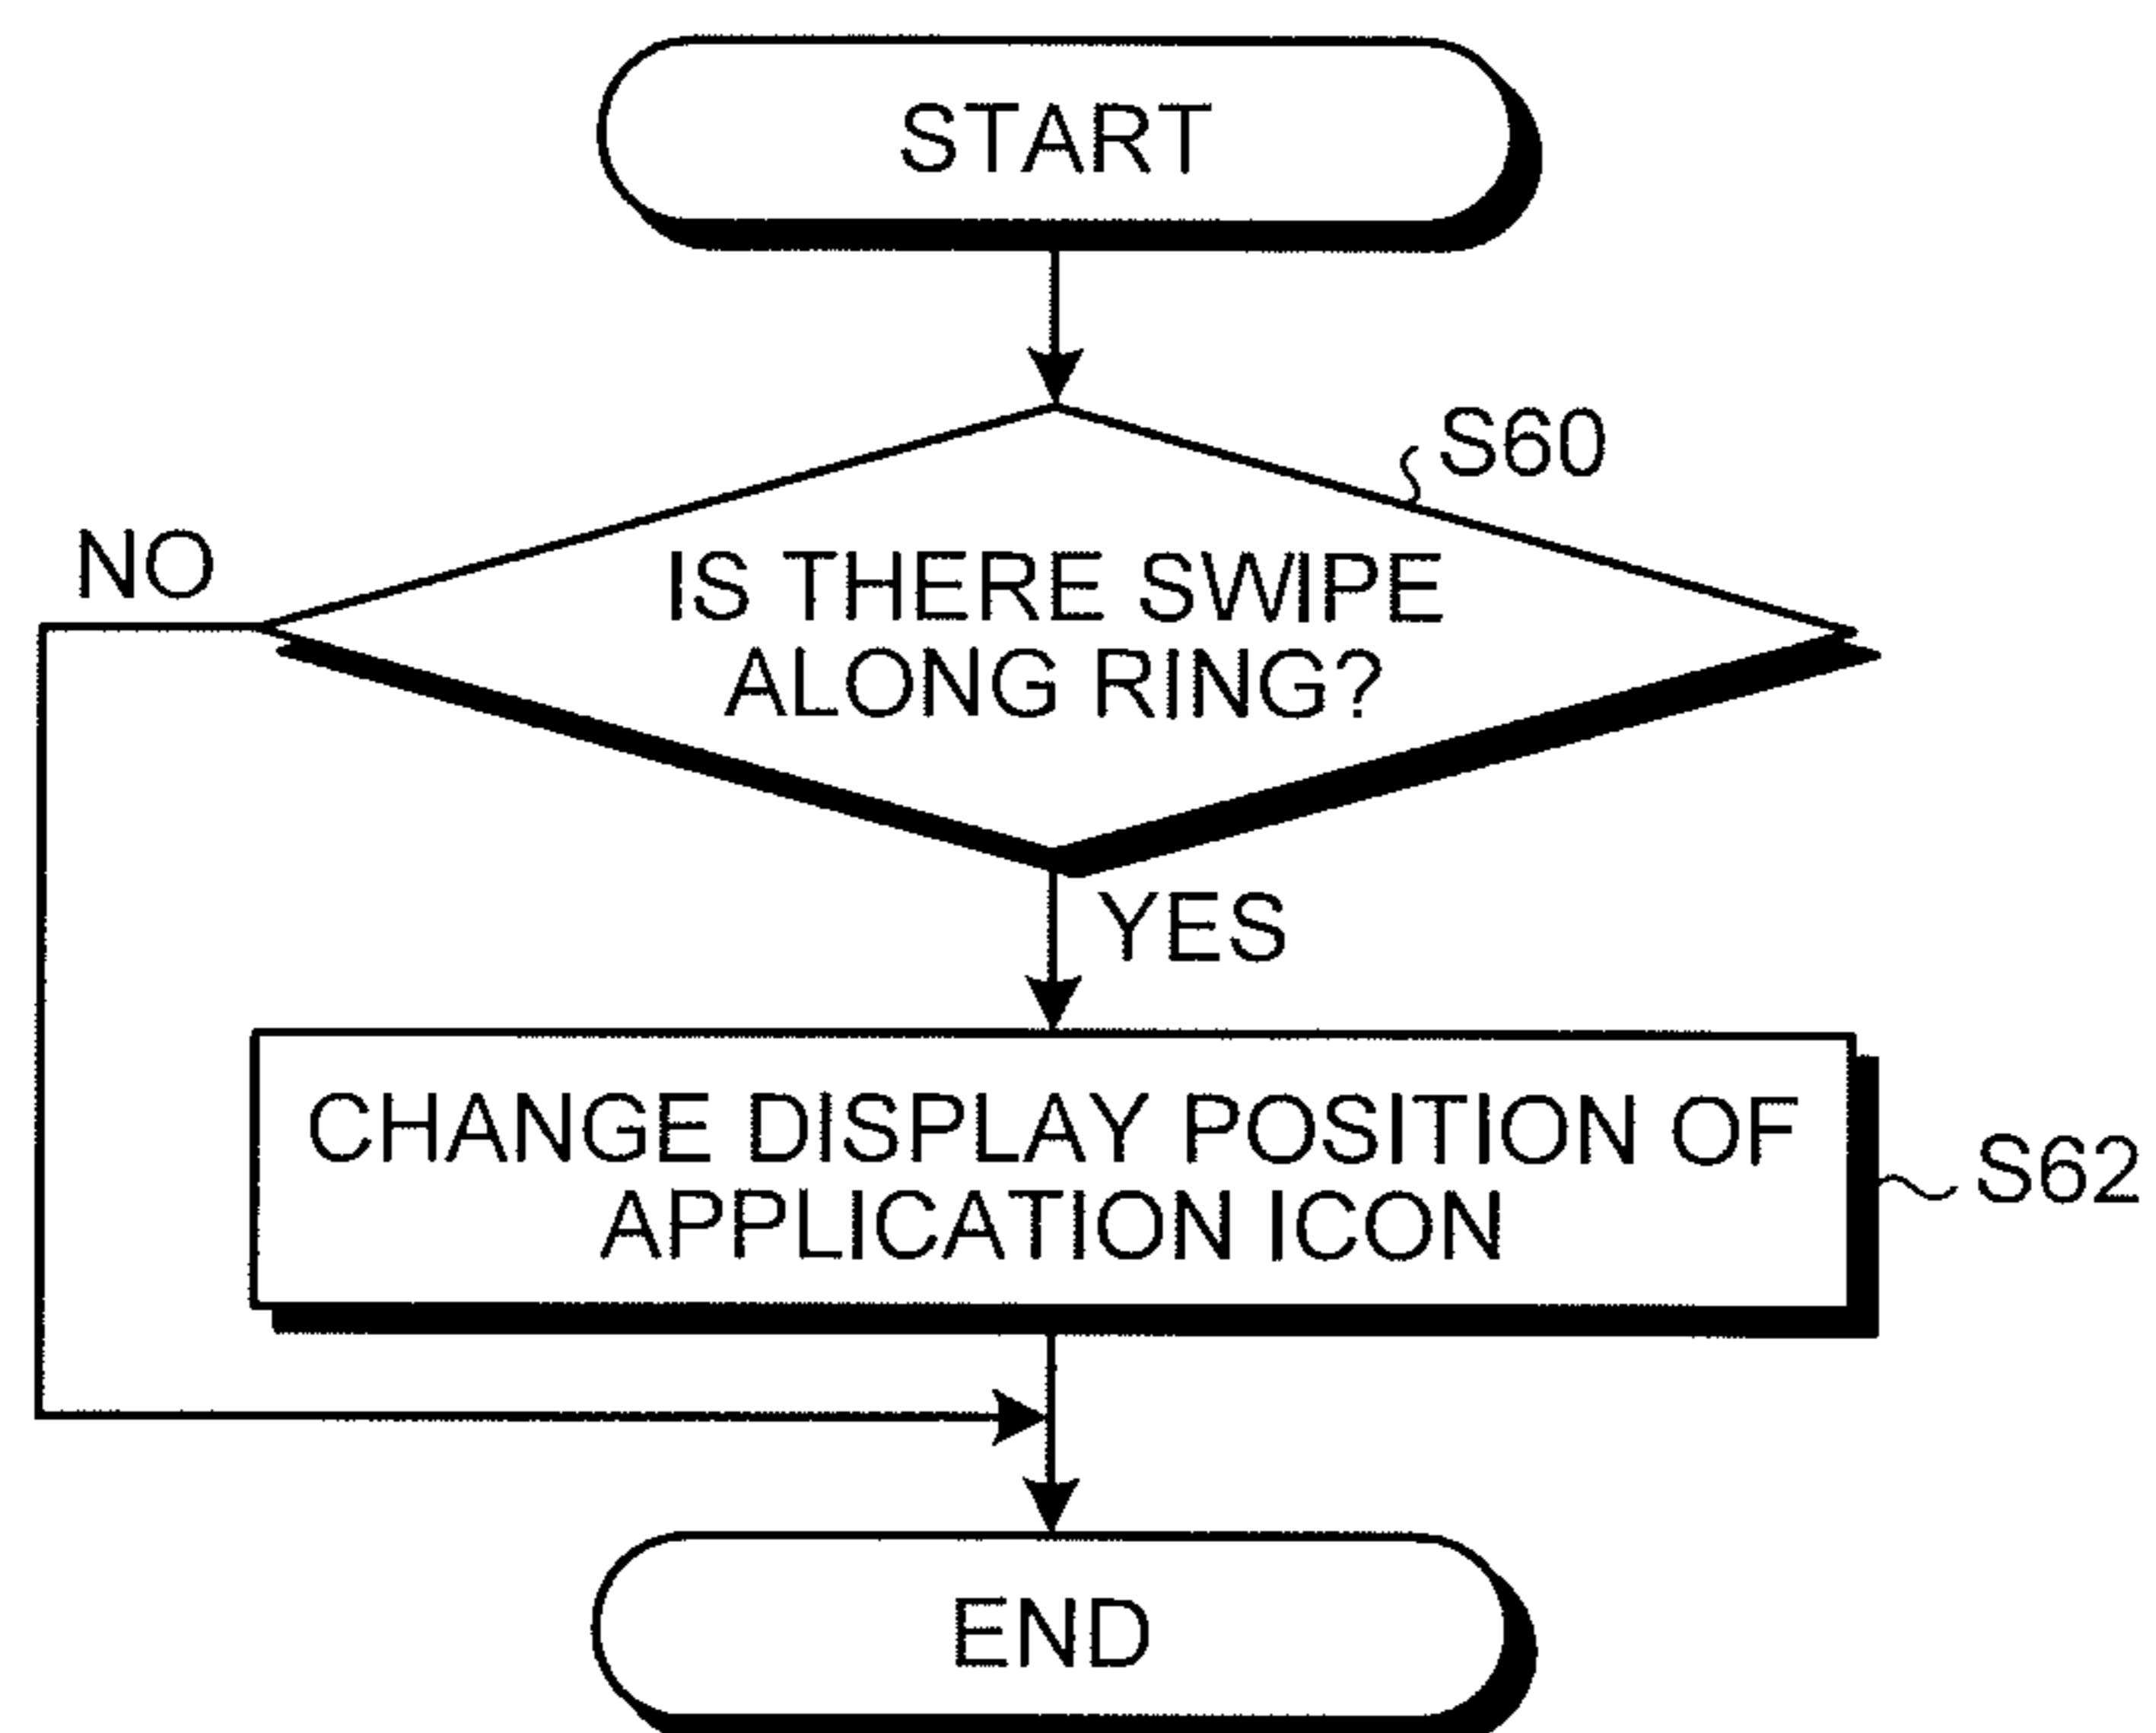 START
S60
NO
IS THERE SWIPE
ALONG RING?
YES
CHANGE DISPLAY POSITION OF
APPLICATION ICON
S62
END